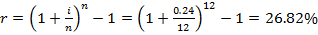 r = (1 + i/n)^n − 1 = (1 + 0.24/12)^12 − 1 = 26.82%